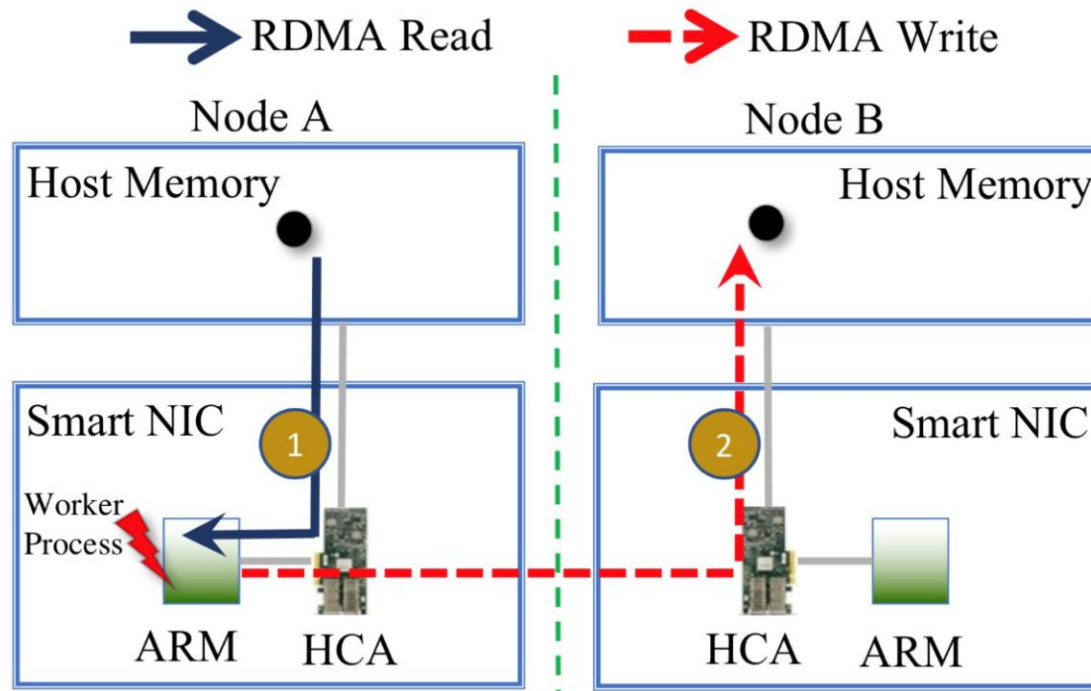 RDMA Read
RDMA Write
Node A
Node B
Host Memory
Host Memory
Smart NIC
1
2
Smart NIC
Worker
Process
ARM
HCA
HCA
ARM